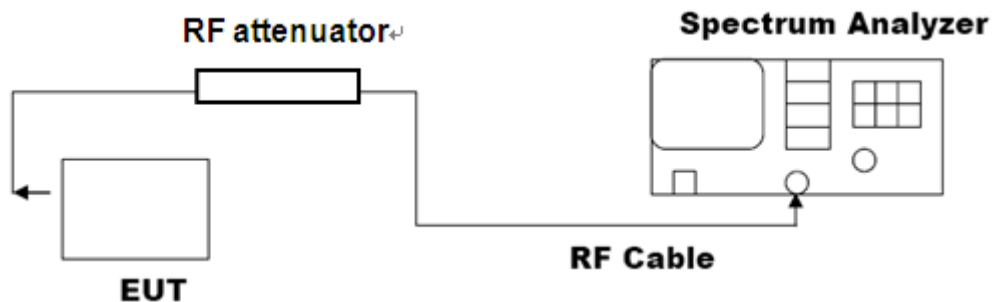 RF attenuator↵
Spectrum Analyzer
RF Cable
EUT